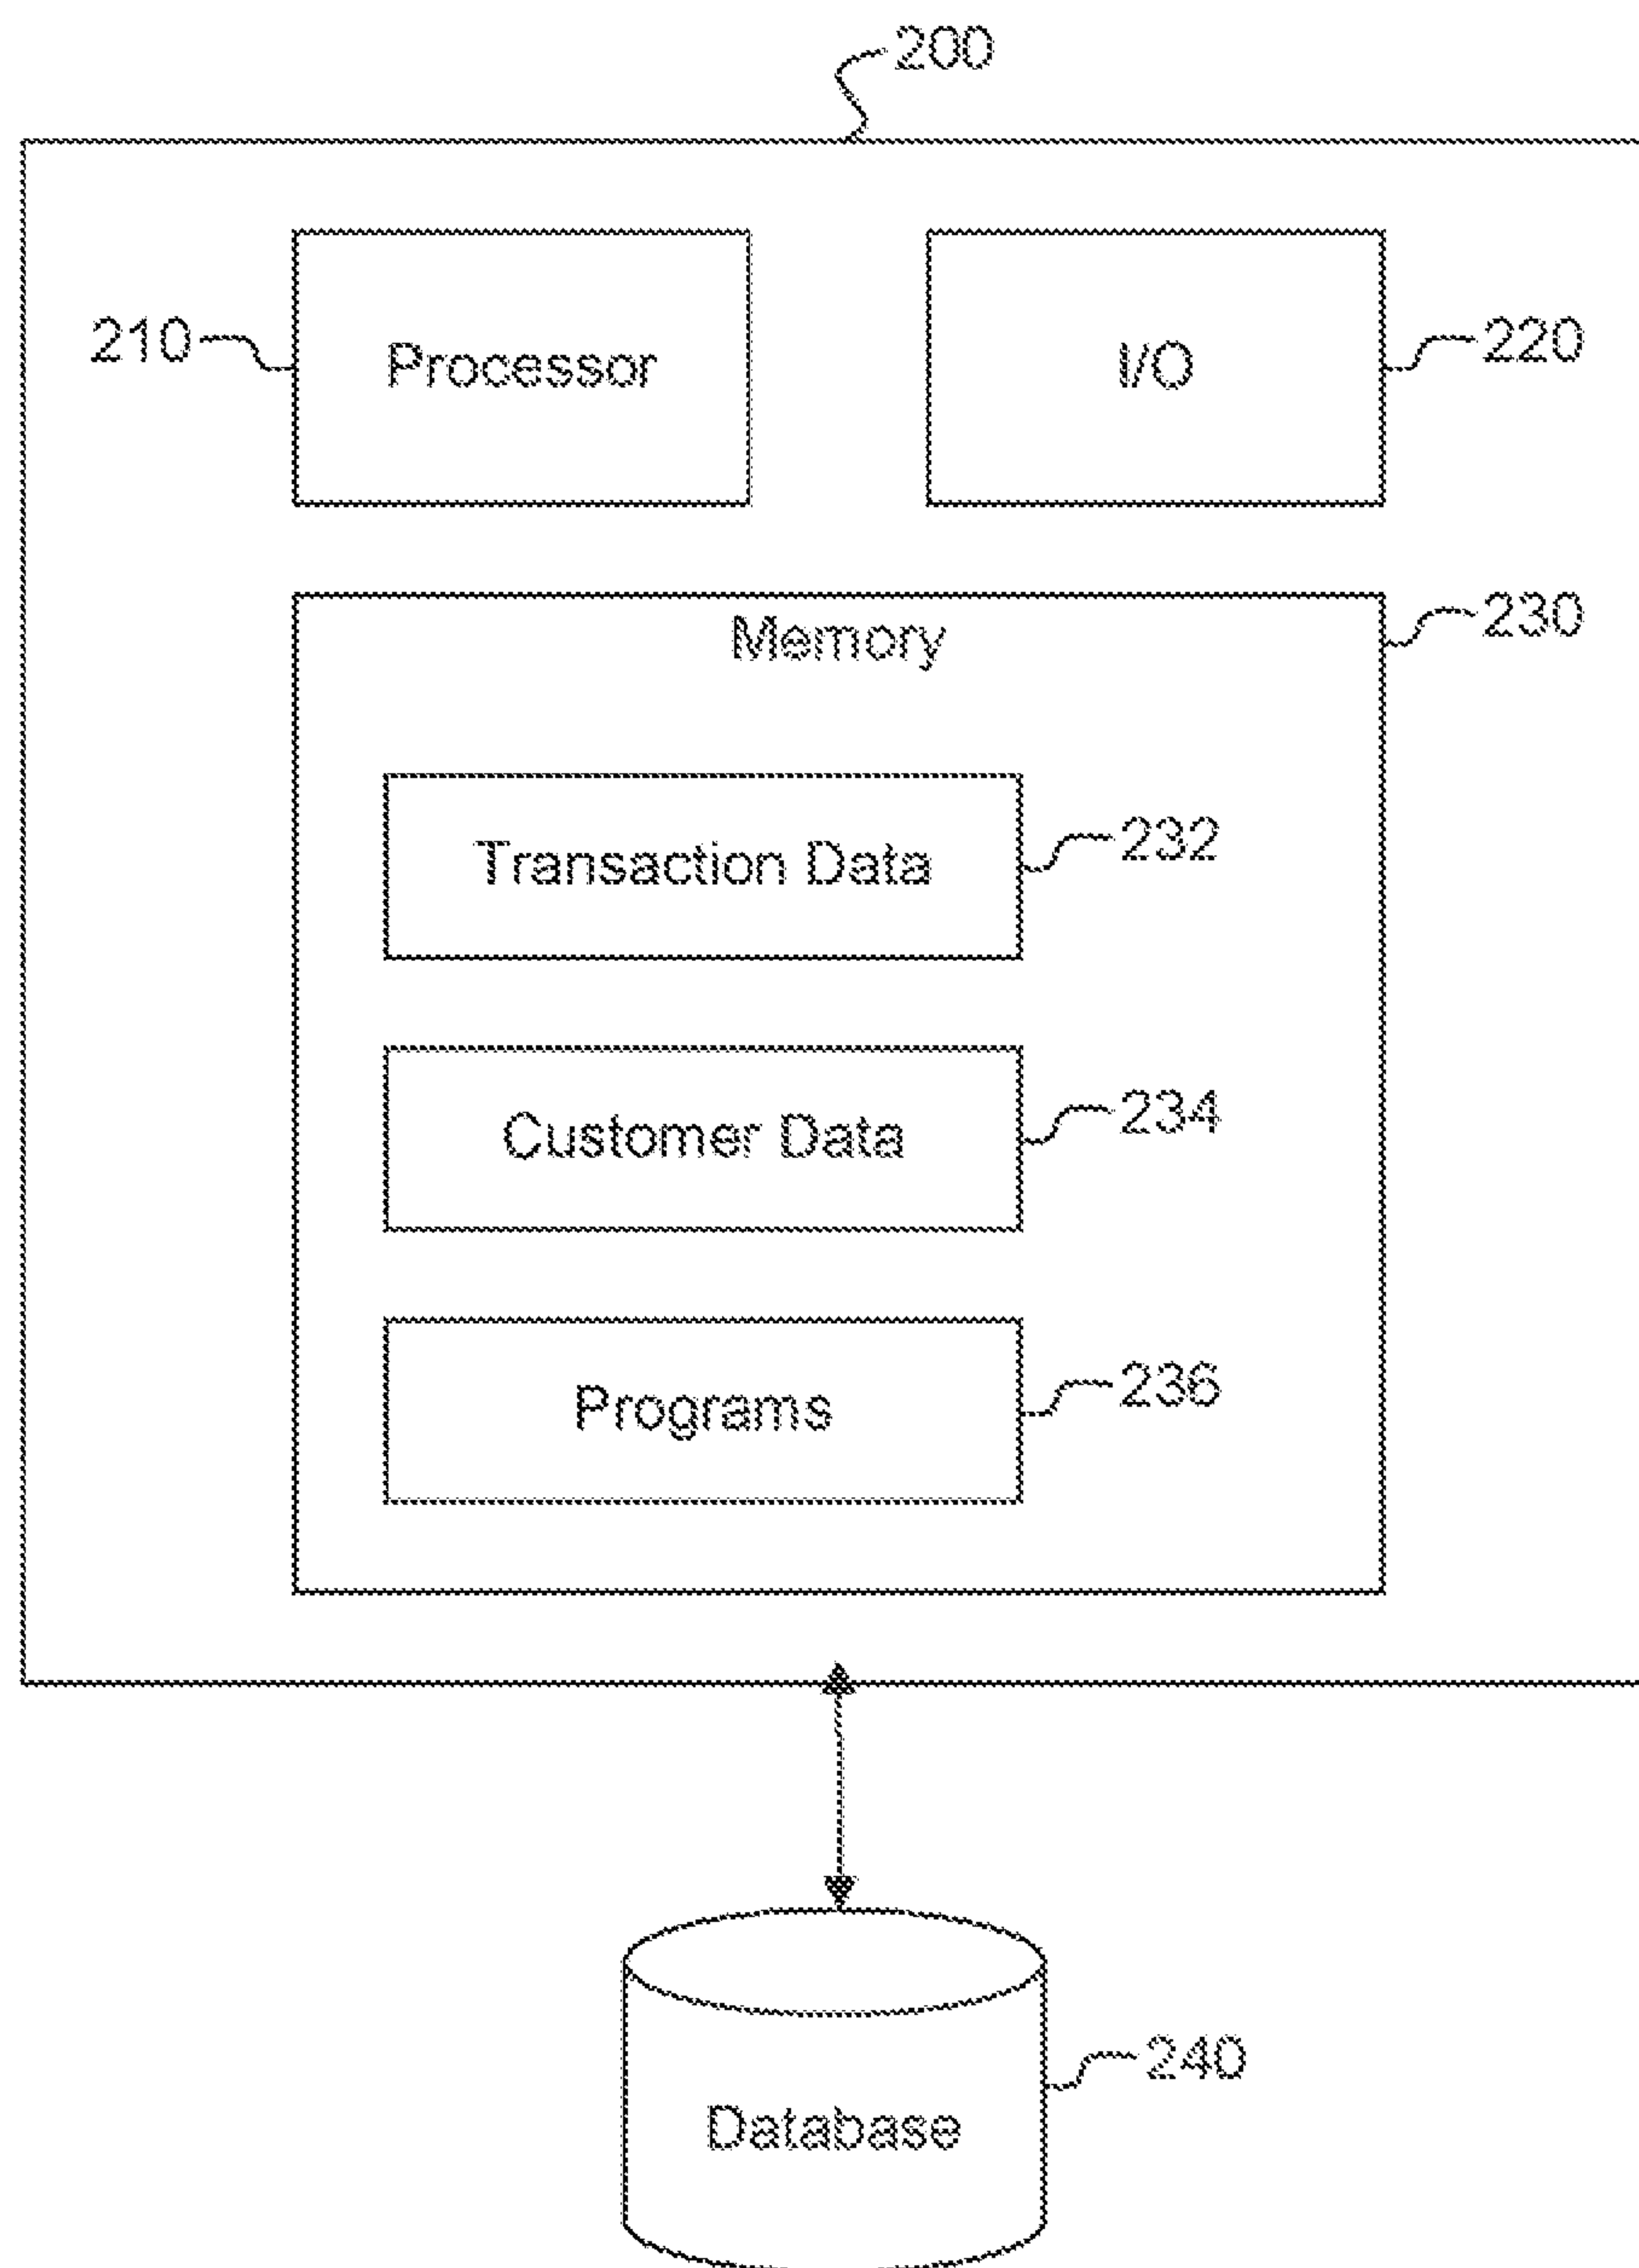 200
210
Processor
I/O
220
Memory
230
Transaction Data
232
Customer Data
234
Programs
236
240
Database